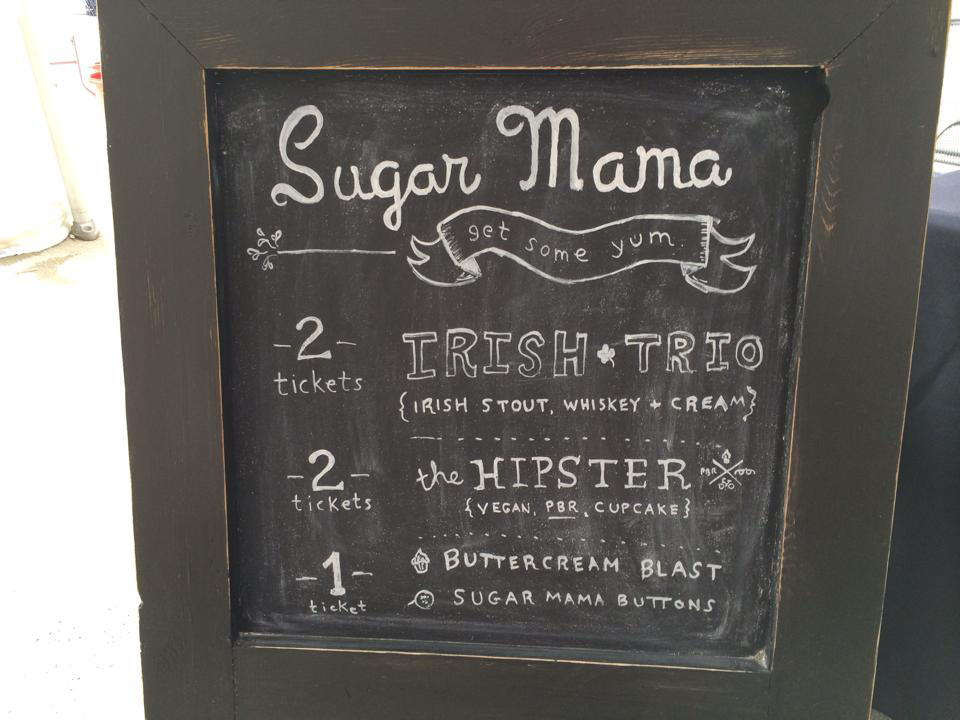 Sugar Mama
get some yum.
-2- IRISH TRIO
tickets
{IRISH STOUT, WHISKEY + CREAM}
-2- the HIPSTER
PBR
tickets
{VEGAN, PBR, CUPCAKE}
-1- BUTTERCREAM BLAST
ticket SUGAR MAMA BUTTONS